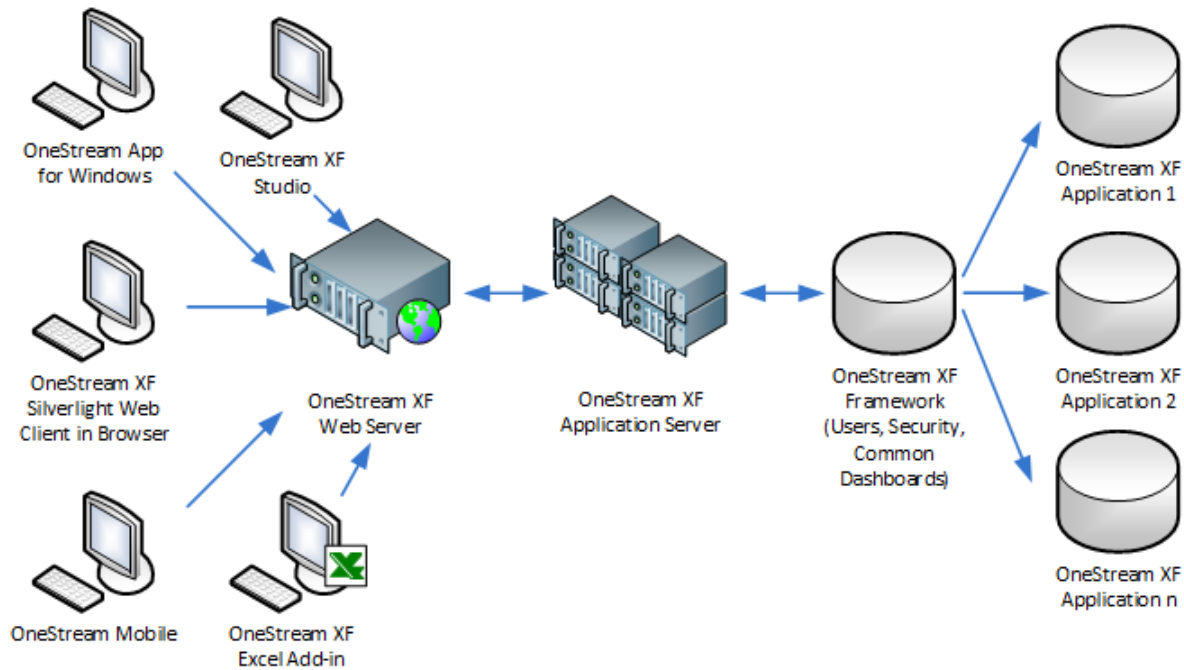 OneStream App
for Windows
OneStream XF
Studio
OneStream XF
Silverlight Web
Client in Browser
OneStream Mobile
OneStream XF
Excel Add-in
OneStream XF
Web Server
OneStream XF
Application Server
OneStream XF
Framework
(Users, Security,
Common
Dashboards)
OneStream XF
Application 1
OneStream XF
Application 2
OneStream XF
Application n